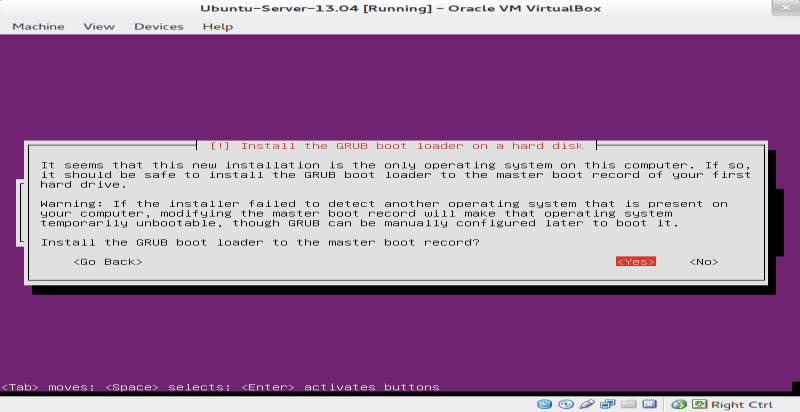 Ubuntu-Server-13.04 [Running] - Oracle VM VirtualBox
Machine View Devices Help
[!] Install the GRUB boot loader on a hard disk
It seems that this new installation is the only operating system on this computer. If so,
it should be safe to install the GRUB boot loader to the master boot record of your first
hard drive.
Warning: If the installer failed to detect another operating system that is present on
your computer, modifying the master boot record will make that operating system
temporarily unbootable, though GRUB can be manually configured later to boot it.
Install the GRUB boot loader to the master boot record?
<Go Back> <Yes> <No>
<Tab> moves; <Space> selects; <Enter> activates buttons
Right Ctrl